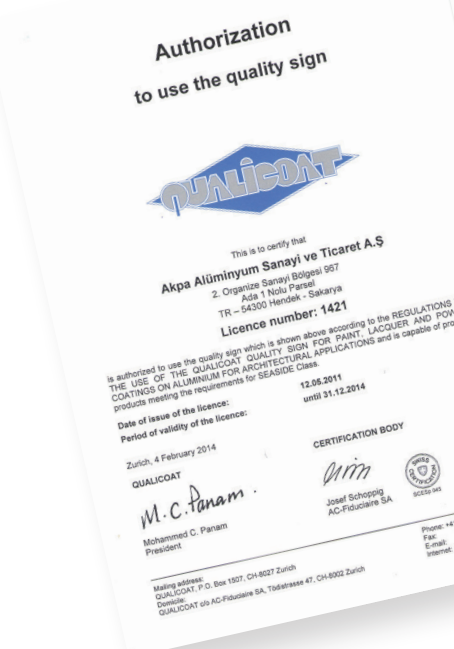 Authorization
to use the quality sign
QUALICOAT
This is to certify that
Akpa Alüminyum Sanayi ve Ticaret A.Ş
2. Organize Sanayi Bölgesi 967
Ada 1 Nolu Parsel
TR – 54300 Hendek - Sakarya
Licence number: 1421
is authorized to use the quality sign which is shown above according to the REGULATIONS
THE USE OF THE QUALICOAT QUALITY SIGN FOR PAINT, LACQUER AND POW
COATINGS ON ALUMINIUM FOR ARCHITECTURAL APPLICATIONS and is capable of pro
products meeting the requirements for SEASIDE Class.
Date of issue of the licence: 12.05.2011
Period of validity of the licence: until 31.12.2014
Zurich, 4 February 2014
QUALICOAT
CERTIFICATION BODY
M. C. Panam.
Mohammed C. Panam
President
Josef Schoppig
AC-Fiduciaire SA
SWISS
CERTIFICATION
SCESp 043
Mailing address:
QUALICOAT, P.O. Box 1507, CH-8027 Zurich
Domicile:
QUALICOAT c/o AC-Fiduciaire SA, Tödistrasse 47, CH-8002 Zurich
Phone: +4
Fax:
E-mail:
Internet: